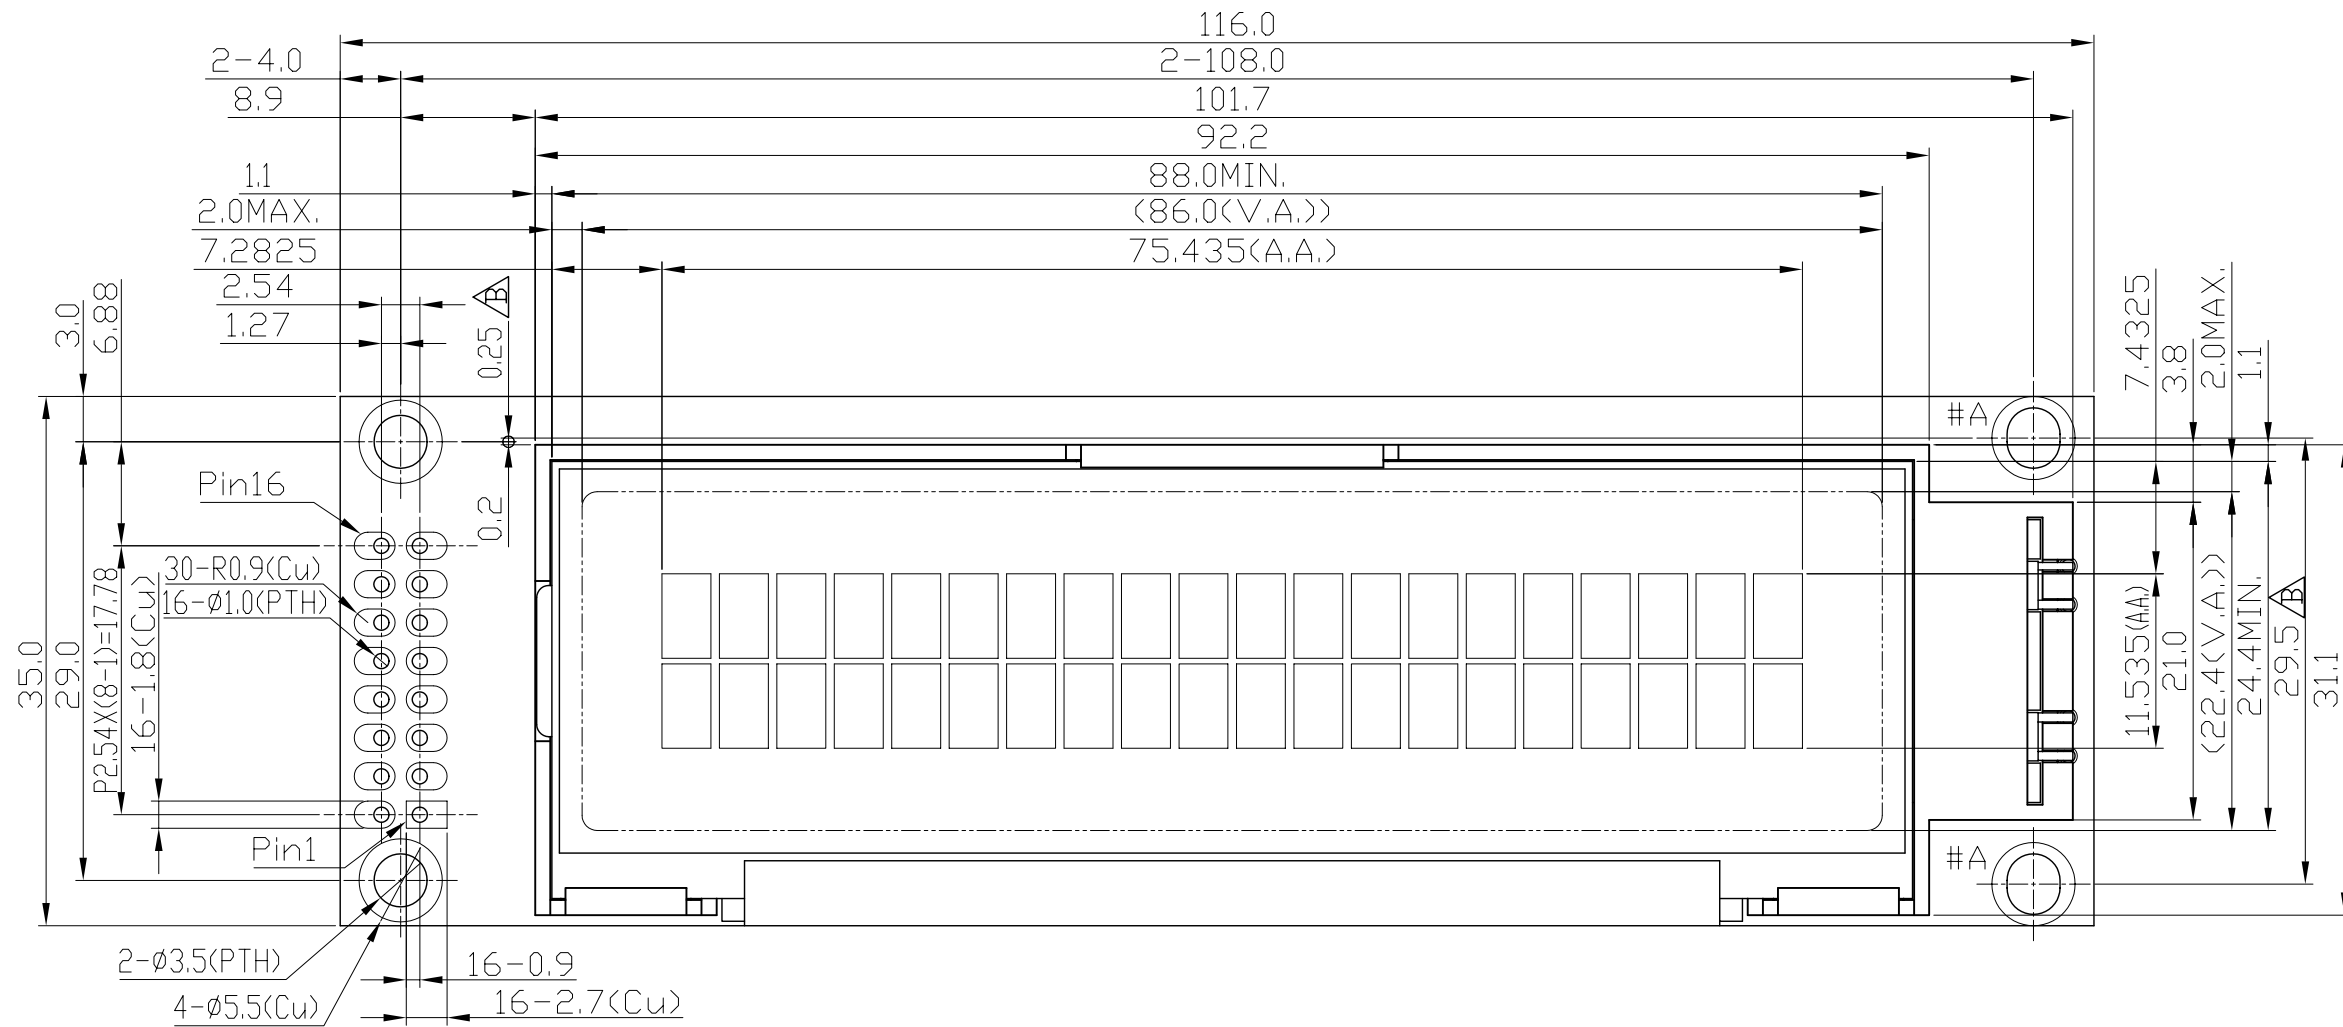 116.0
2-4.0
2-108.0
8.9
101.7
92.2
1.1
88.0MIN.
2.0MAX.
(86.0(V.A.))
7.2825
75.435(A.A.)
2.54
B
1.27
3.0
6.88
0.25
7.4325
3.8
2.0MAX.
1.1
#A
Pin16
0.2
30-R0.9(Cu)
16-ø1.0(PTH)
35.0
29.0
P2.54X(8-1)=17.78
16-1.8(Cu)
11.535(A.A.)
21.0
(22.4(V.A.))
24.4MIN.
B
29.5
31.1
Pin1
#A
2-ø3.5(PTH)
16-0.9
4-ø5.5(Cu)
16-2.7(Cu)